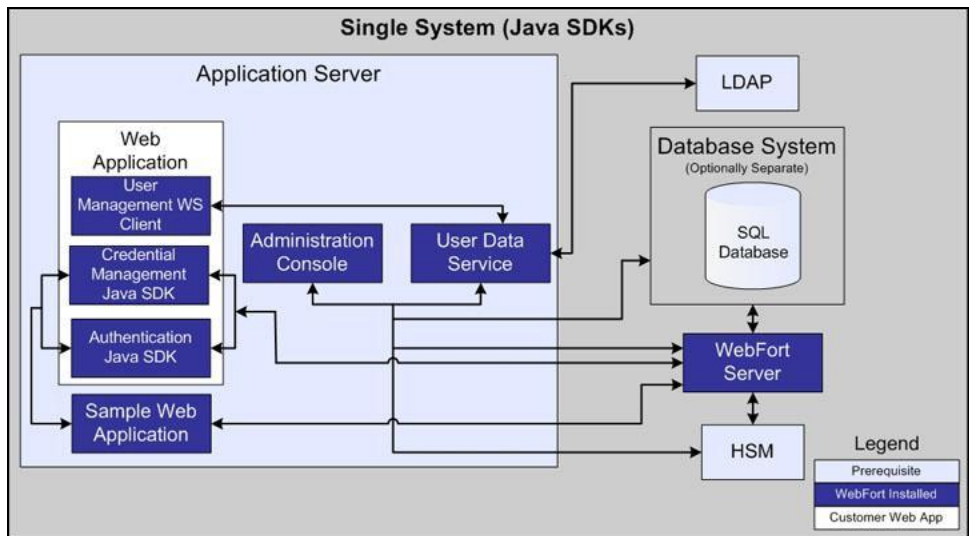 Single System (Java SDKs)
Application Server
LDAP
Web
Application
User
Management WS
Client
Credential
Management
Java SDK
Authentication
Java SDK
Sample Web
Application
Administration
Console
User Data
Service
Database System
(Optionally Separate)
SQL
Database
WebFort
Server
HSM
Legend
Prerequisite
WebFort Installed
Customer Web App